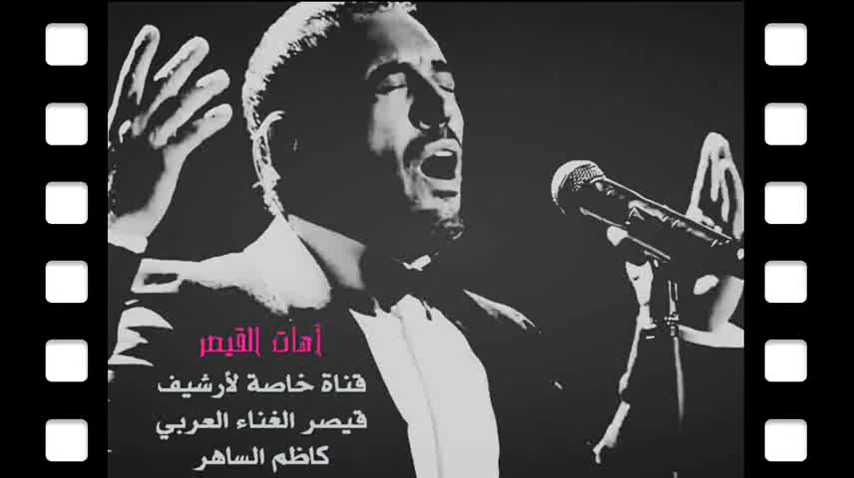 آهات القيصر
قناة خاصة لأرشيف
قيصر الغناء العربي
كاظم الساهر